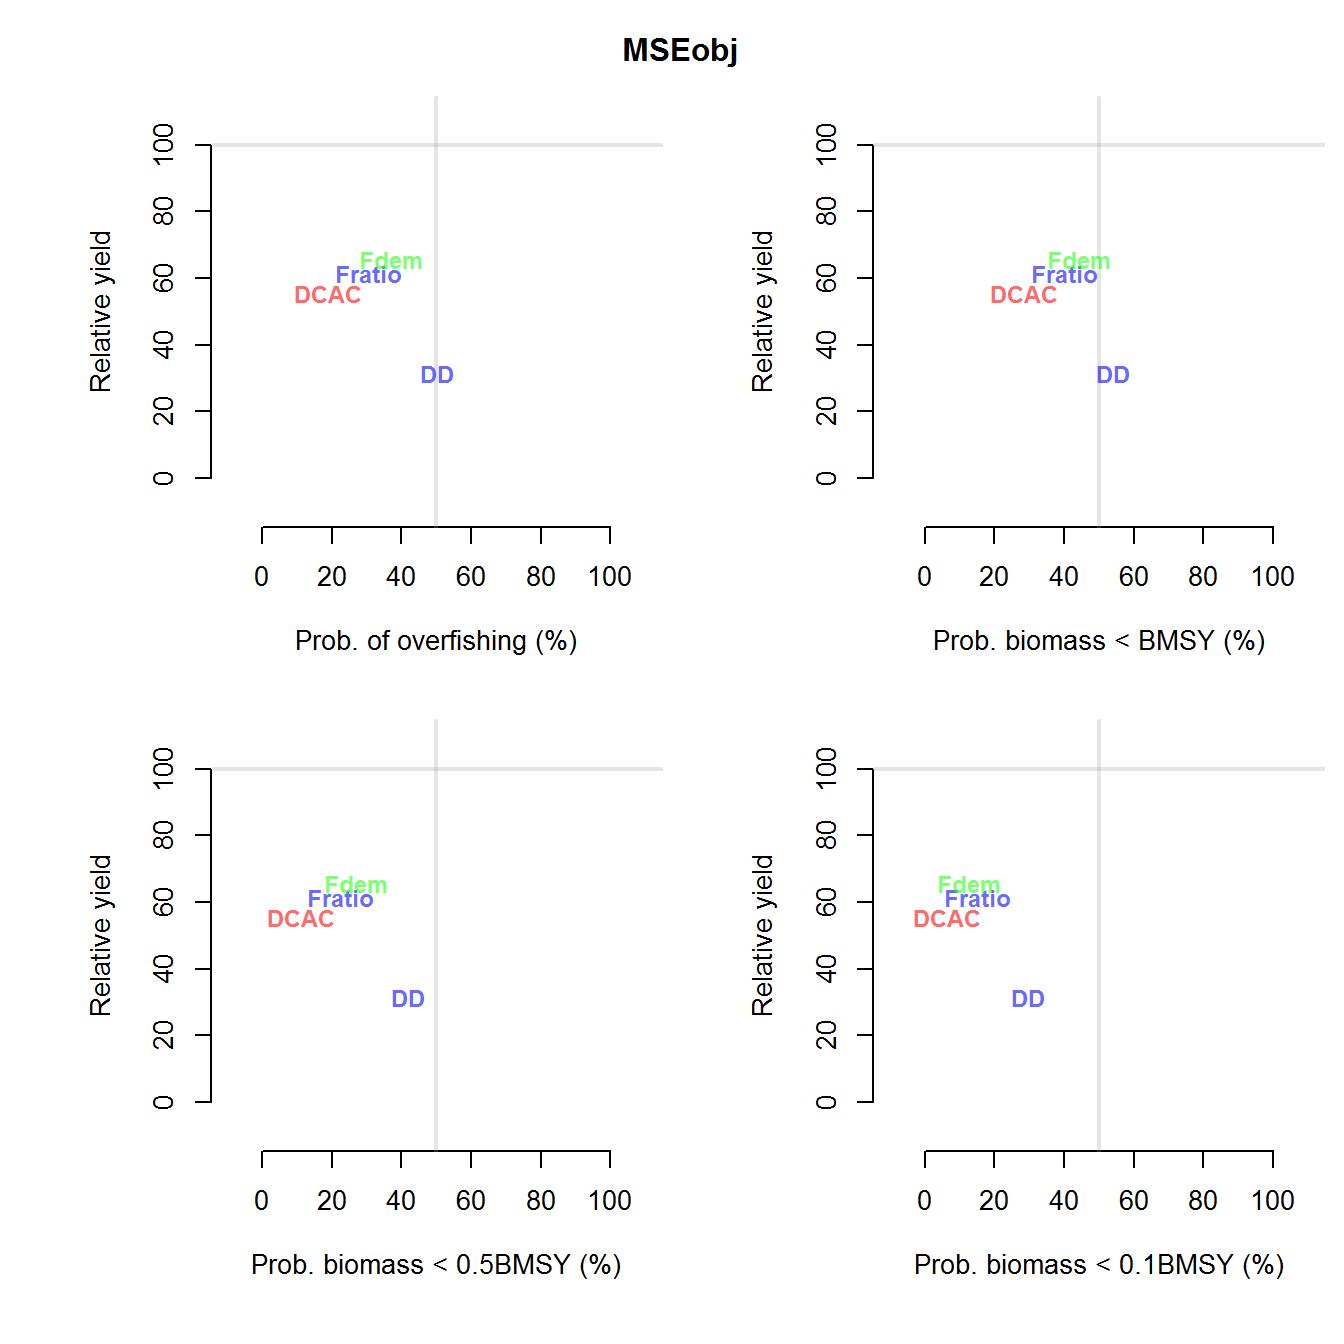 MSEobj
Relative yield
100
80
60
40
20
0
Fdem
Fratio
DCAC
DD
0 20 40 60 80 100
Prob. of overfishing (%)
Relative yield
100
80
60
40
20
0
Fdem
Fratio
DCAC
DD
0 20 40 60 80 100
Prob. biomass < BMSY (%)
Relative yield
100
80
60
40
20
0
Fdem
Fratio
DCAC
DD
0 20 40 60 80 100
Prob. biomass < 0.5BMSY (%)
Relative yield
100
80
60
40
20
0
Fdem
Fratio
DCAC
DD
0 20 40 60 80 100
Prob. biomass < 0.1BMSY (%)